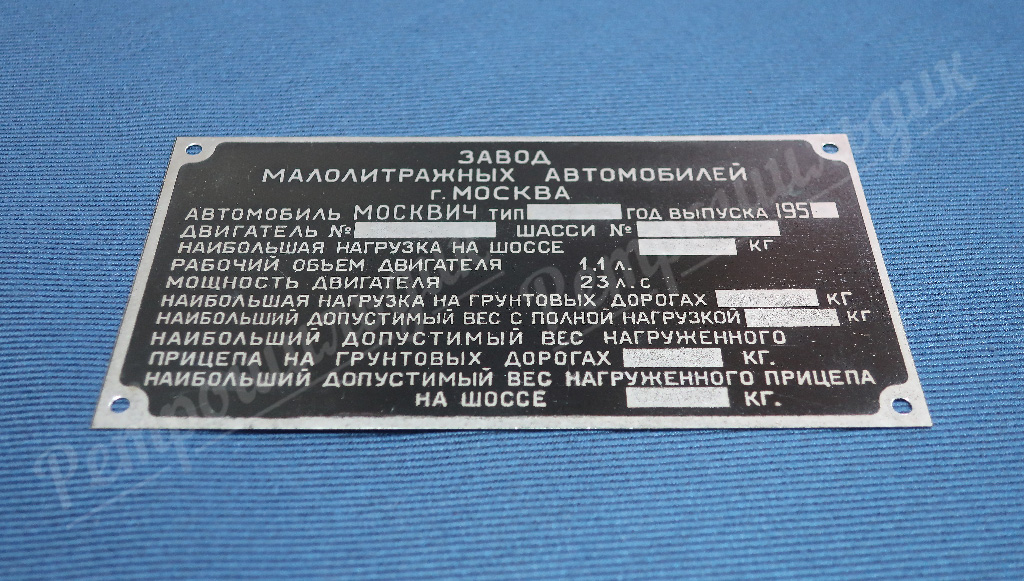 ЗАВОД
МАЛОЛИТРАЖНЫХ АВТОМОБИЛЕЙ
г. МОСКВА
АВТОМОБИЛЬ МОСКВИЧ ТИП ГОД ВЫПУСКА 195
ДВИГАТЕЛЬ № ШАССИ №
НАИБОЛЬШАЯ НАГРУЗКА НА ШОССЕ КГ
РАБОЧИЙ ОБЪЕМ ДВИГАТЕЛЯ 1.1 л.
МОЩНОСТЬ ДВИГАТЕЛЯ 23 л.с
НАИБОЛЬШАЯ НАГРУЗКА НА ГРУНТОВЫХ ДОРОГАХ КГ
НАИБОЛЬШИЙ ДОПУСТИМЫЙ ВЕС С ПОЛНОЙ НАГРУЗКОЙ КГ
НАИБОЛЬШИЙ ДОПУСТИМЫЙ ВЕС НАГРУЖЕННОГО
ПРИЦЕПА НА ГРУНТОВЫХ ДОРОГАХ КГ.
НАИБОЛЬШИЙ ДОПУСТИМЫЙ ВЕС НАГРУЖЕННОГО ПРИЦЕПА
НА ШОССЕ КГ.